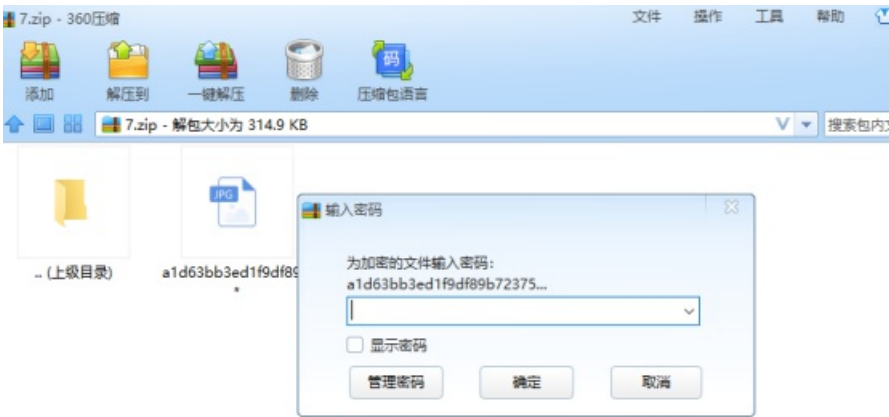 7.zip - 360压缩
文件 操作 工具 帮助
添加 解压到 一键解压 删除 码 压缩包语言
7.zip - 解包大小为 314.9 KB
搜索包内
JPG
.. (上级目录)
a1d63bb3ed1f9df89
*
输入密码
为加密的文件输入密码:
a1d63bb3ed1f9df89b72375...
显示密码
管理密码 确定 取消